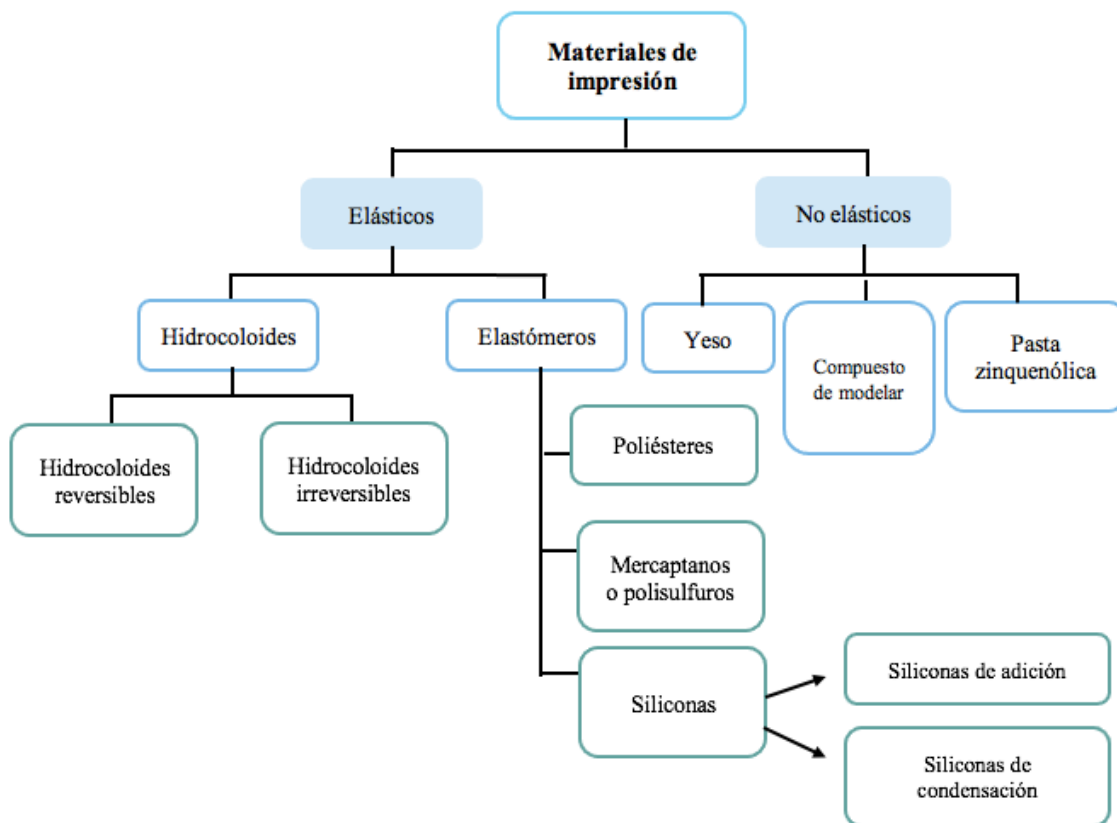 Materiales de
impresión
Elásticos
No elásticos
Hidrocoloides
Elastómeros
Yeso
Compuesto
de modelar
Pasta
zinquenólica
Hidrocoloides
reversibles
Hidrocoloides
irreversibles
Poliésteres
Mercaptanos
o polisulfuros
Siliconas
Siliconas de adición
Siliconas de
condensación